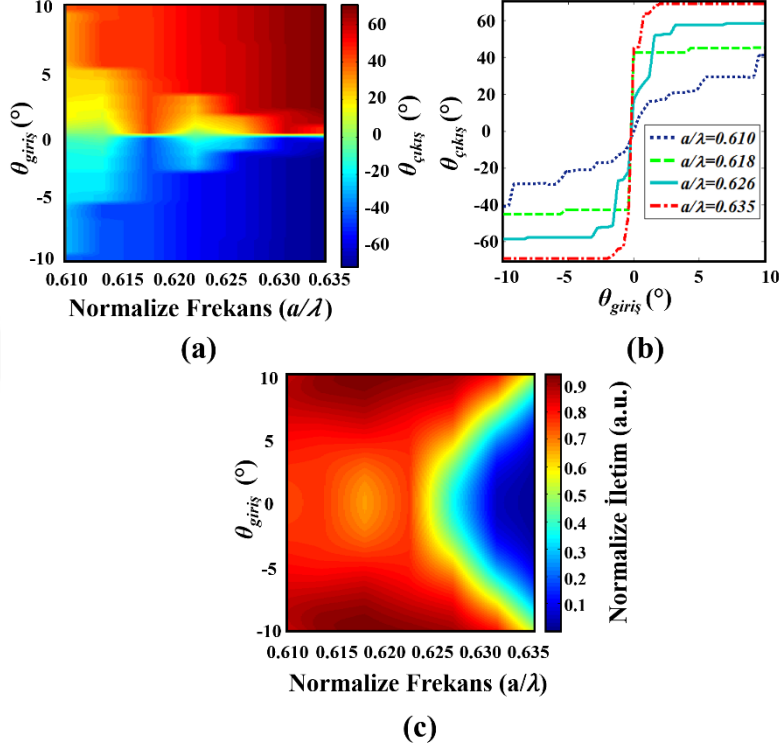 10
5
0
-5
-10
θgiriş (°)
0.610 0.615 0.620 0.625 0.630 0.635
Normalize Frekans (a/λ)
60
40
20
0
-20
-40
-60
θçıkış (°)
(a)
60
40
20
0
-20
-40
-60
θçıkış (°)
a/λ=0.610
a/λ=0.618
a/λ=0.626
a/λ=0.635
-10 -5 0 5 10
θgiriş (°)
(b)
10
5
0
-5
-10
θgiriş (°)
0.610 0.615 0.620 0.625 0.630 0.635
Normalize Frekans (a/λ)
0.9
0.8
0.7
0.6
0.5
0.4
0.3
0.2
0.1
Normalize İletim (a.u.)
(c)